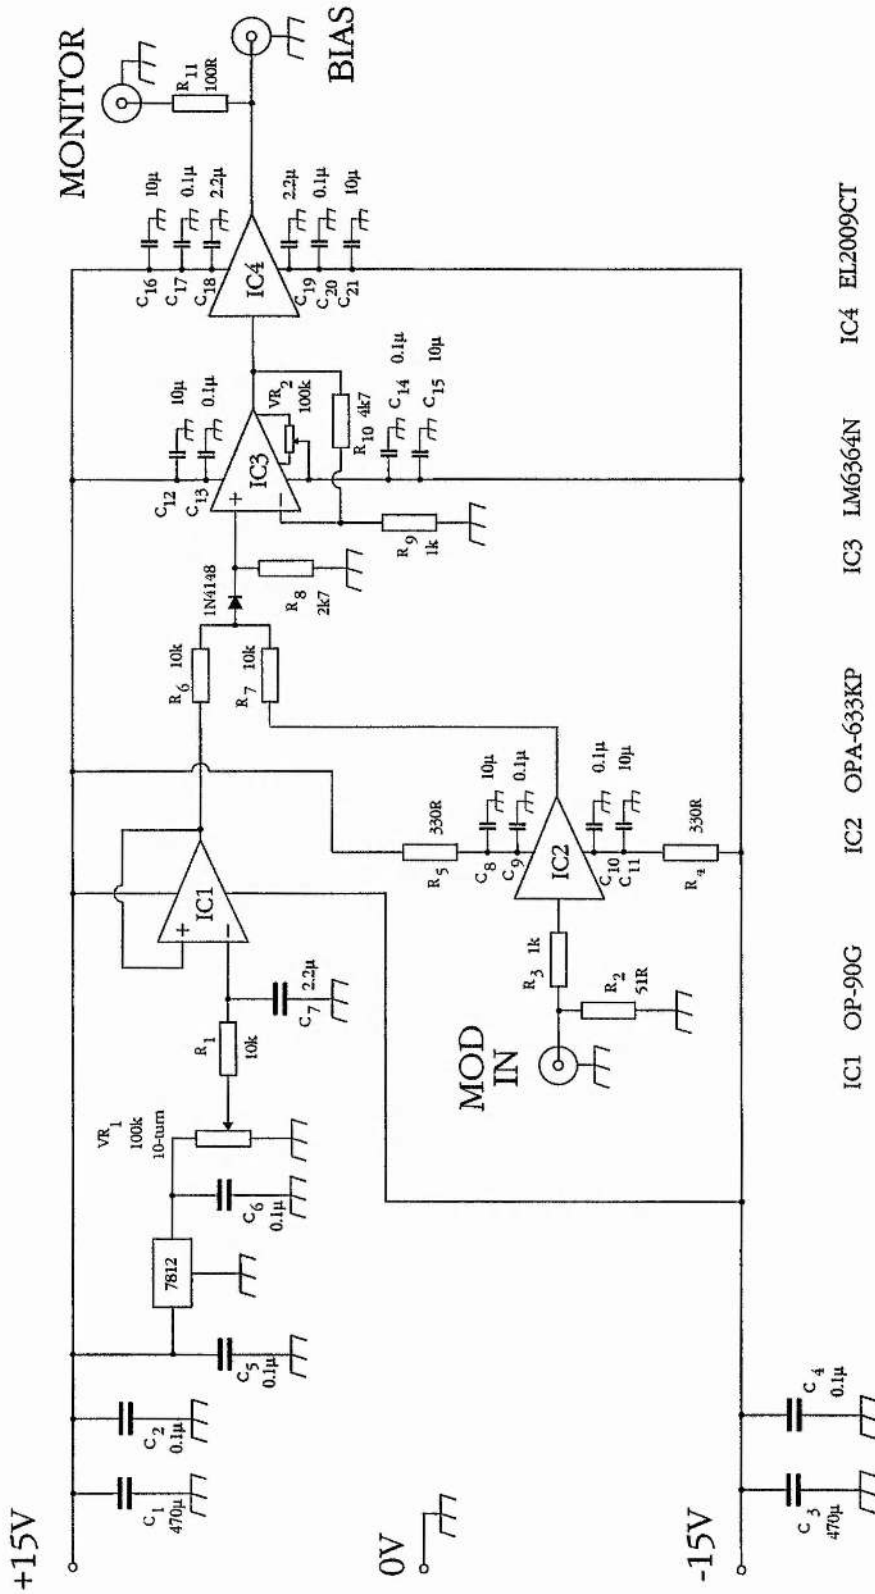 +15V
0V
-15V
C1
470µ
C2
0.1µ
C3
470µ
C4
0.1µ
C5
0.1µ
7812
C6
0.1µ
VR1
100k
10-turn
R1
10k
C7
2.2µ
+
−
IC1
MOD
IN
R2
51R
R3
1k
IC2
R5
330R
C8
10µ
C9
0.1µ
C10
0.1µ
C11
10µ
R4
330R
R6
10k
R7
10k
1N4148
R8
2k7
+
−
IC3
C12
10µ
C13
0.1µ
VR2
100k
R10 4k7
R9
1k
C14 0.1µ
C15 10µ
IC4
C16
10µ
C17
0.1µ
C18
2.2µ
C19
2.2µ
C20
0.1µ
C21
10µ
MONITOR
R11
100R
BIAS
IC1 OP-90G IC2 OPA-633KP IC3 LM6364N IC4 EL2009CT